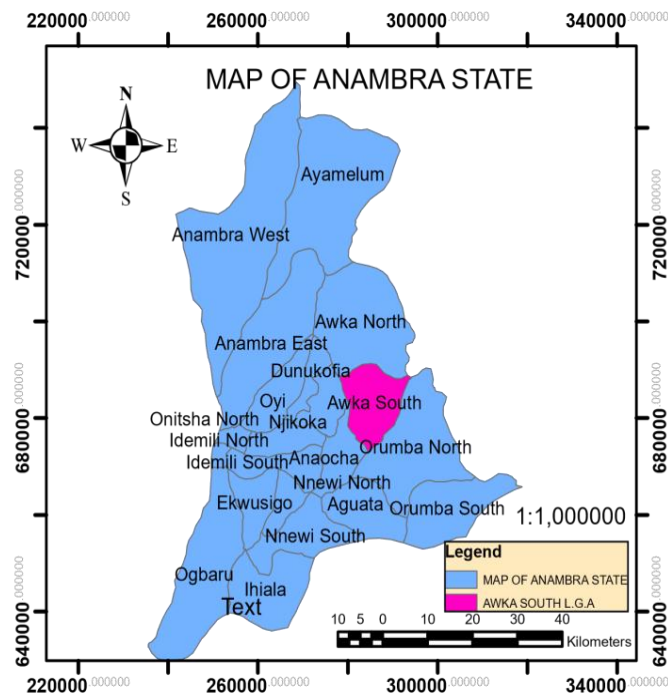 220000.000000 260000.000000 300000.000000 340000.000000
MAP OF ANAMBRA STATE
N
W E
S
720000.000000
680000.000000
640000.000000
720000.000000
680000.000000
640000.000000
Ayamelum
Anambra West
Awka North
Anambra East
Dunukofia
Oyi
Awka South
Onitsha North
Njikoka
Idemili North
Orumba North
Idemili South
Anaocha
Nnewi North
Ekwusigo
Aguata
Orumba South
1:1,000000
Nnewi South
Legend
MAP OF ANAMBRA STATE
AWKA SOUTH L.G.A
Ogbaru
Ihiala
Text
10 5 0 10 20 30 40
Kilometers
220000.000000 260000.000000 300000.000000 340000.000000